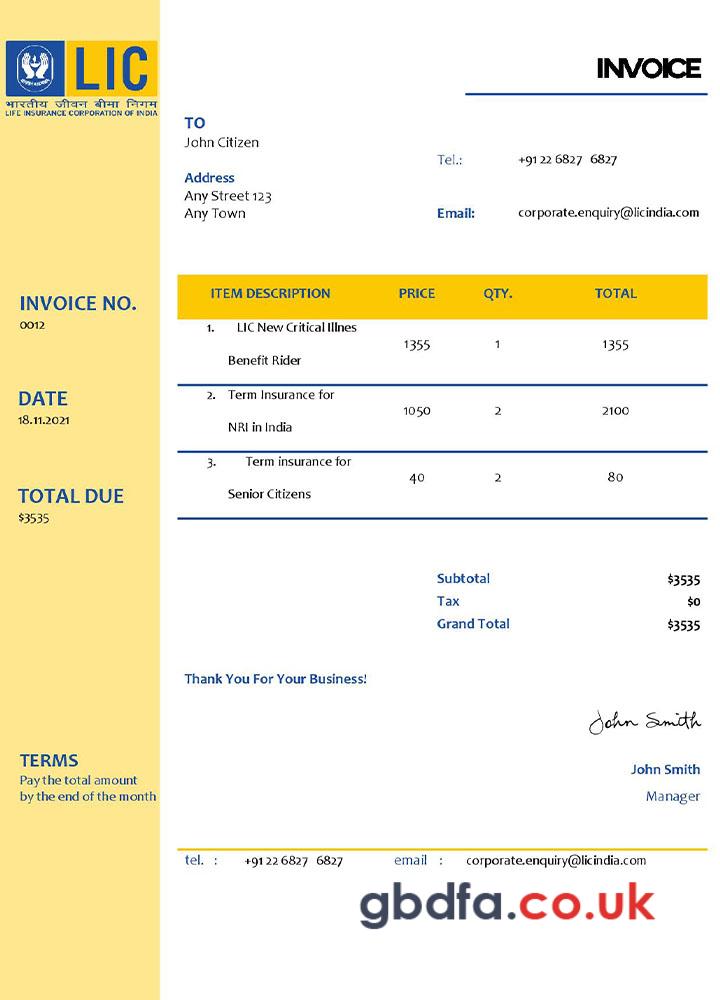 LIC
भारतीय जीवन बीमा निगम
LIFE INSURANCE CORPORATION OF INDIA
INVOICE
TO
John Citizen
Address
Any Street 123
Any Town
Tel.: +91 22 6827 6827
Email: corporate.enquiry@licindia.com
INVOICE NO.
0012
DATE
18.11.2021
TOTAL DUE
$3535
ITEM DESCRIPTION PRICE QTY. TOTAL
1. LIC New Critical Illnes
Benefit Rider
1355 1 1355
2. Term Insurance for
NRI in India
1050 2 2100
3. Term insurance for
Senior Citizens
40 2 80
Subtotal $3535
Tax $0
Grand Total $3535
Thank You For Your Business!
John Smith
John Smith
Manager
TERMS
Pay the total amount
by the end of the month
tel. : +91 22 6827 6827 email : corporate.enquiry@licindia.com
gbdfa.co.uk